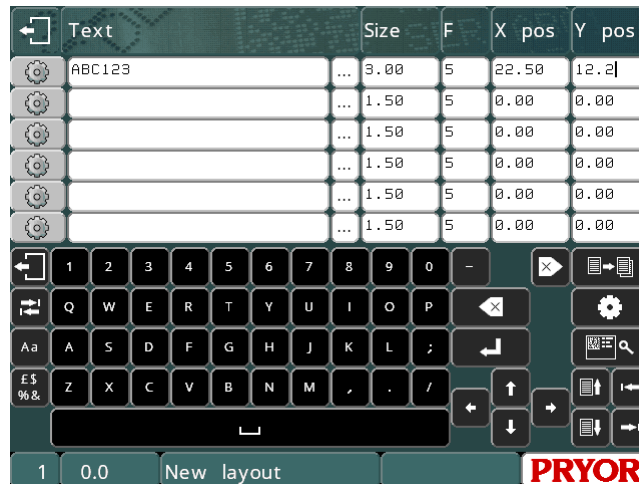 Text Size F X pos Y pos
ABC123 ... 3.00 5 22.50 12.2
... 1.50 5 0.00 0.00
... 1.50 5 0.00 0.00
... 1.50 5 0.00 0.00
... 1.50 5 0.00 0.00
... 1.50 5 0.00 0.00
1 2 3 4 5 6 7 8 9 0 -
Q W E R T Y U I O P
Aa A S D F G H J K L ;
£$
%& Z X C V B N M , . /
1 0.0 New layout PRYOR